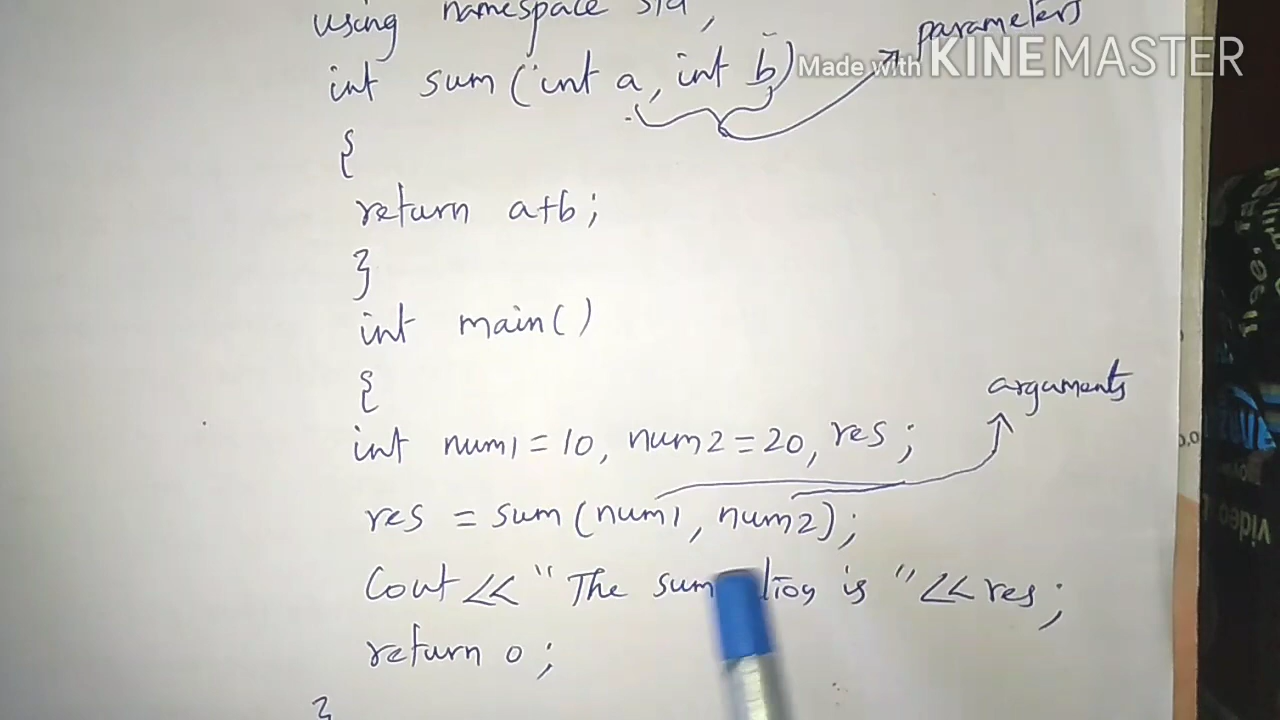 using namespace std;
parameters
int sum(int a, int b)
Made with KINEMASTER
{
return a+b;
}
int main()
{
arguments
int num1=10, num2=20, res;
res = sum(num1, num2);
Cout << "The is "<<res;
return 0;
}